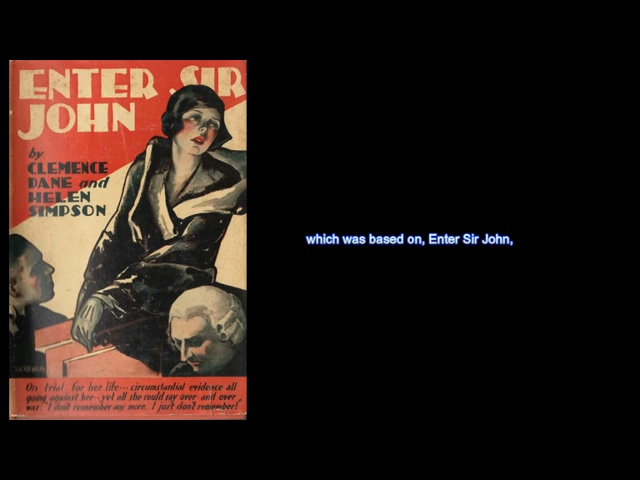 ENTER SIR
JOHN
by
CLEMENCE
DANE and
HELEN
SIMPSON
which was based on, Enter Sir John,
On trial for her life--- circumstantial evidence all
going against her--yet all she could say over and over
was: "I don't remember any more. I just don't remember!"